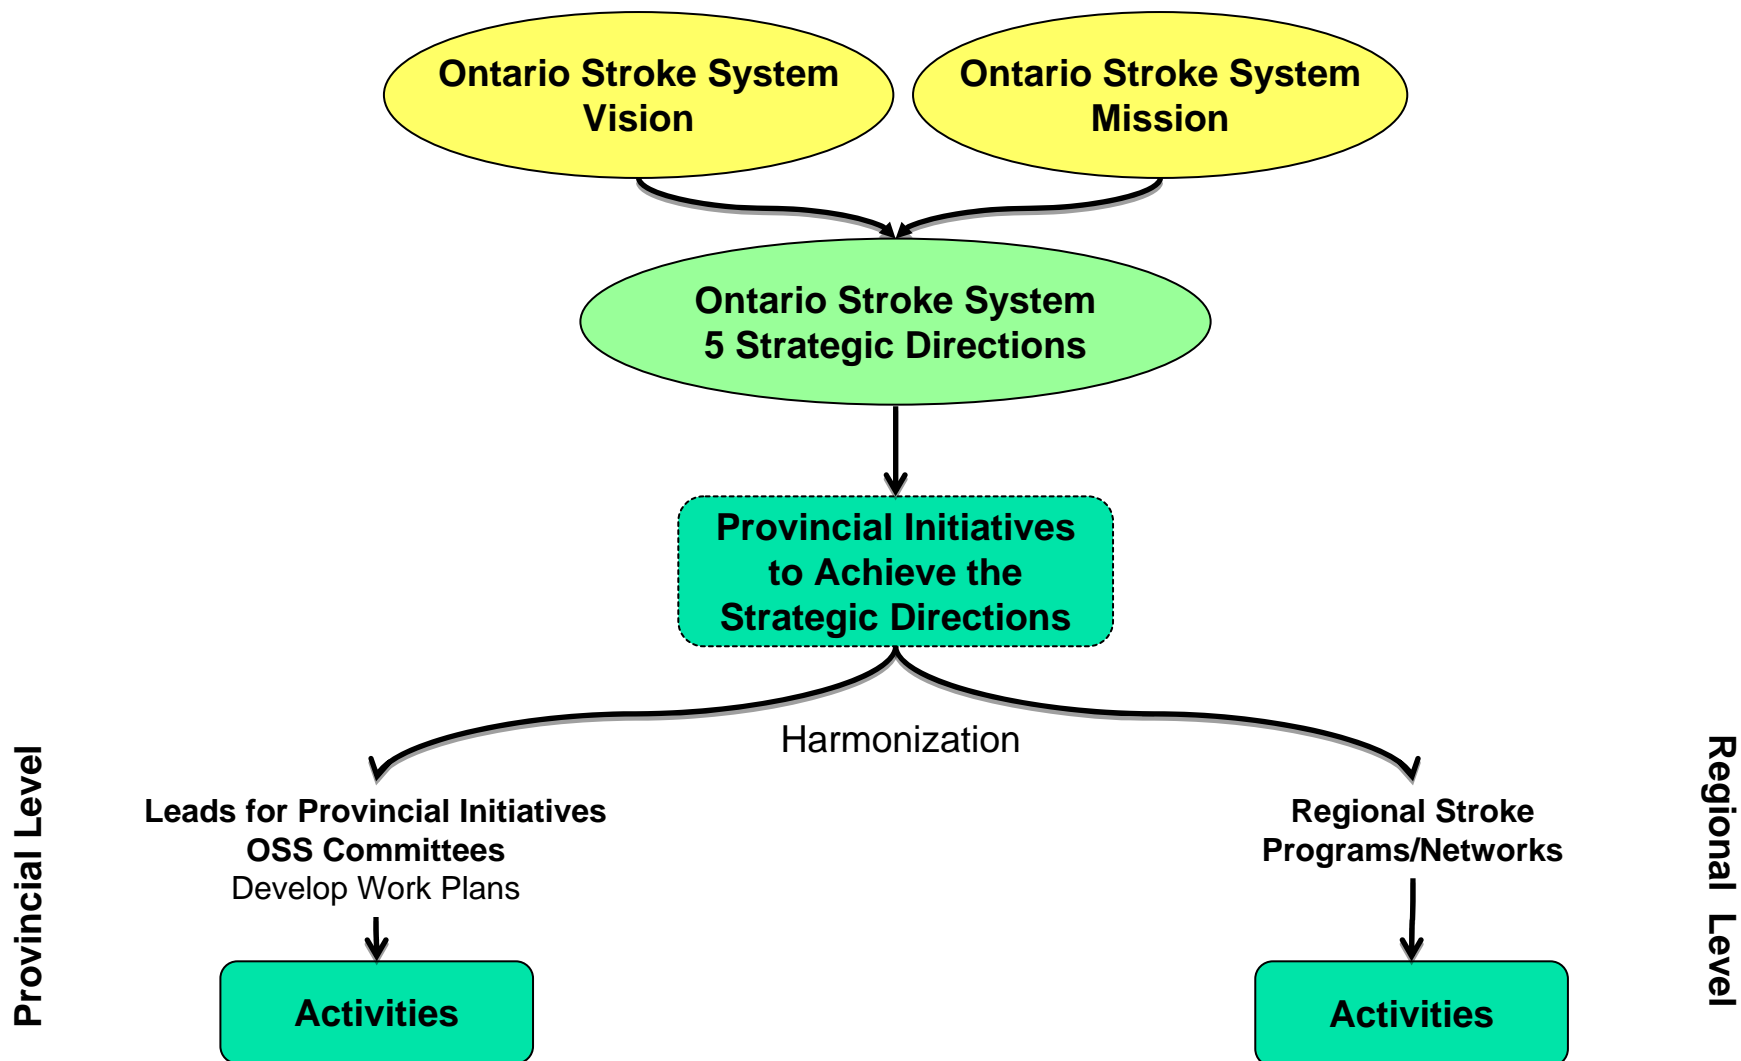 Ontario Stroke System
Vision
Ontario Stroke System
Mission
Ontario Stroke System
5 Strategic Directions
Provincial Initiatives
to Achieve the
Strategic Directions
Harmonization
Provincial Level
Leads for Provincial Initiatives
OSS Committees
Develop Work Plans
Activities
Regional Stroke
Programs/Networks
Activities
Regional Level